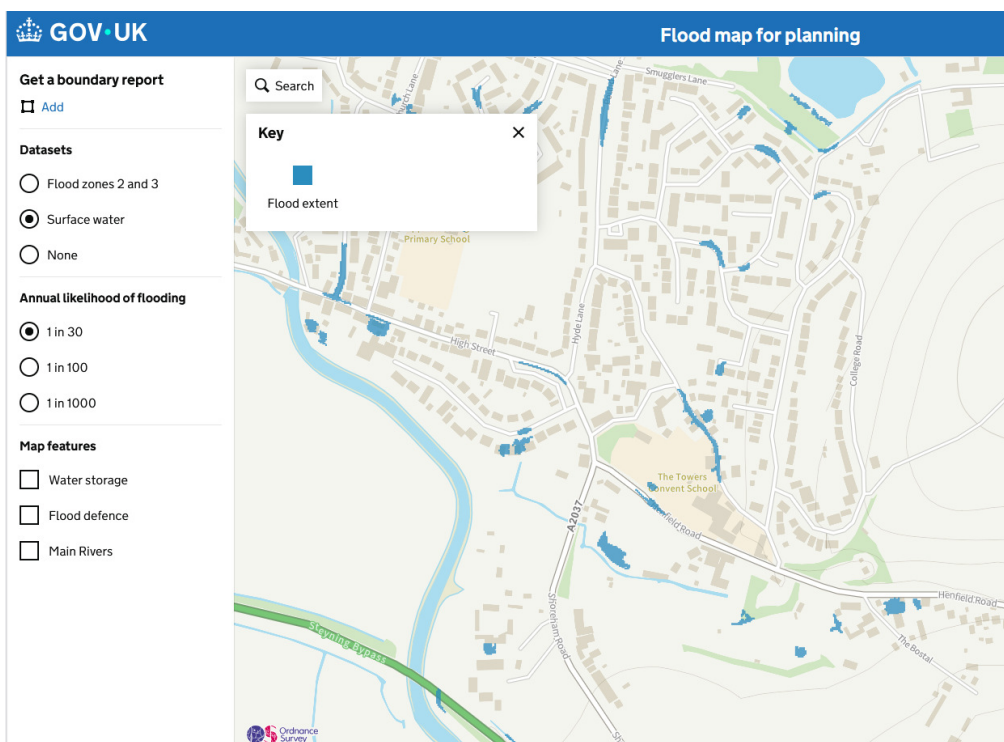 GOV·UK
Flood map for planning
Get a boundary report
Add
Datasets
Flood zones 2 and 3
Surface water
None
Annual likelihood of flooding
1 in 30
1 in 100
1 in 1000
Map features
Water storage
Flood defence
Main Rivers
Search
Key
Flood extent
Lane
Smugglers Lane
Primary School
High Street
Hyde Lane
College Road
The Towers
Convent School
A2037
Henfield Road
Shoreham Road
Henfield Road
The Bostal
Steyning Bypass
Ordnance
Survey